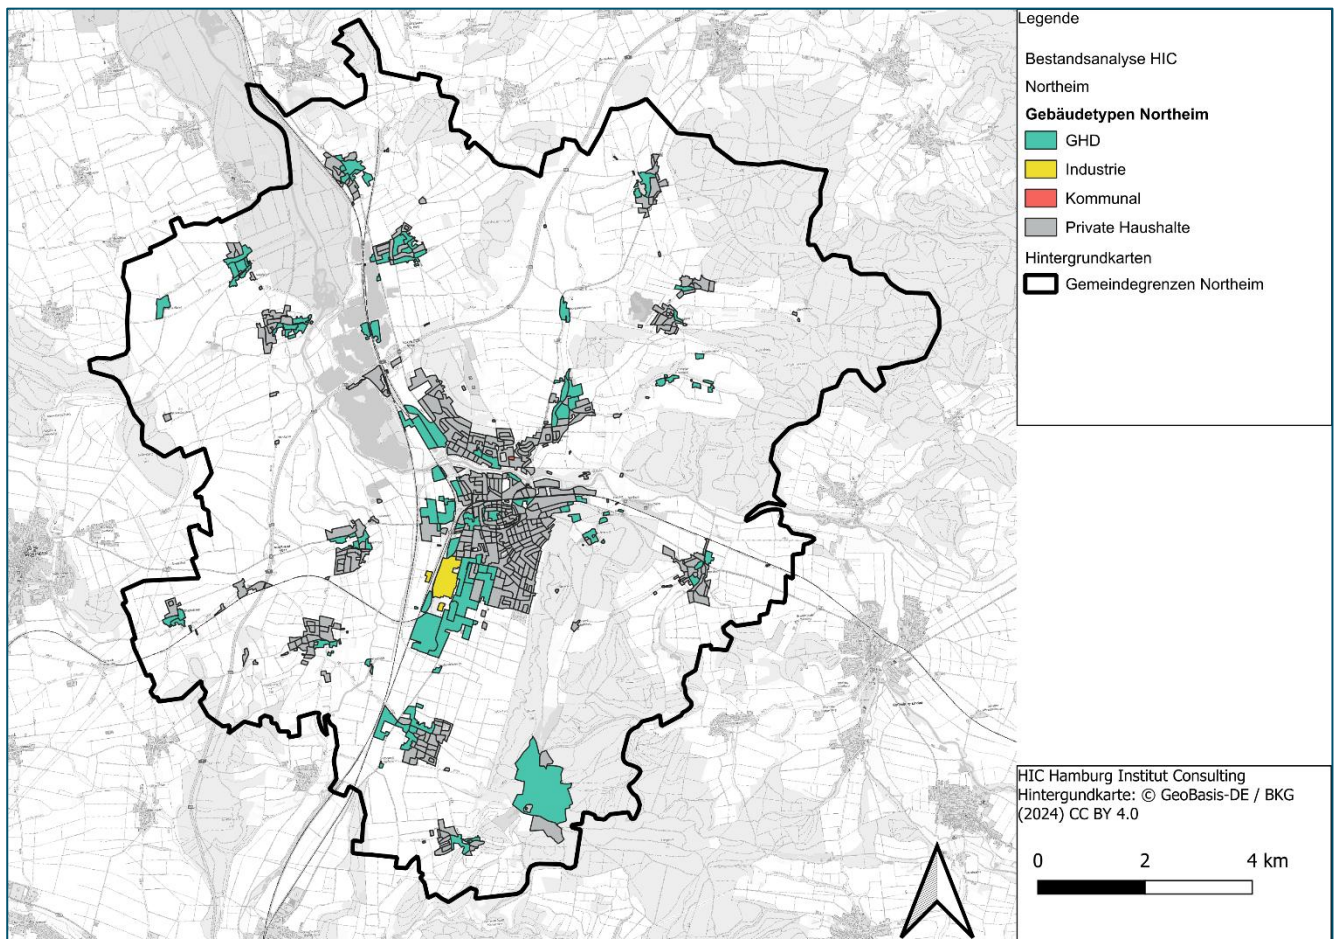 Legende
Bestandsanalyse HIC
Northeim
Gebäudetypen Northeim
GHD
Industrie
Kommunal
Private Haushalte
Hintergrundkarten
Gemeindegrenzen Northeim
HIC Hamburg Institut Consulting
Hintergundkarte: © GeoBasis-DE / BKG
(2024) CC BY 4.0
0 2 4 km